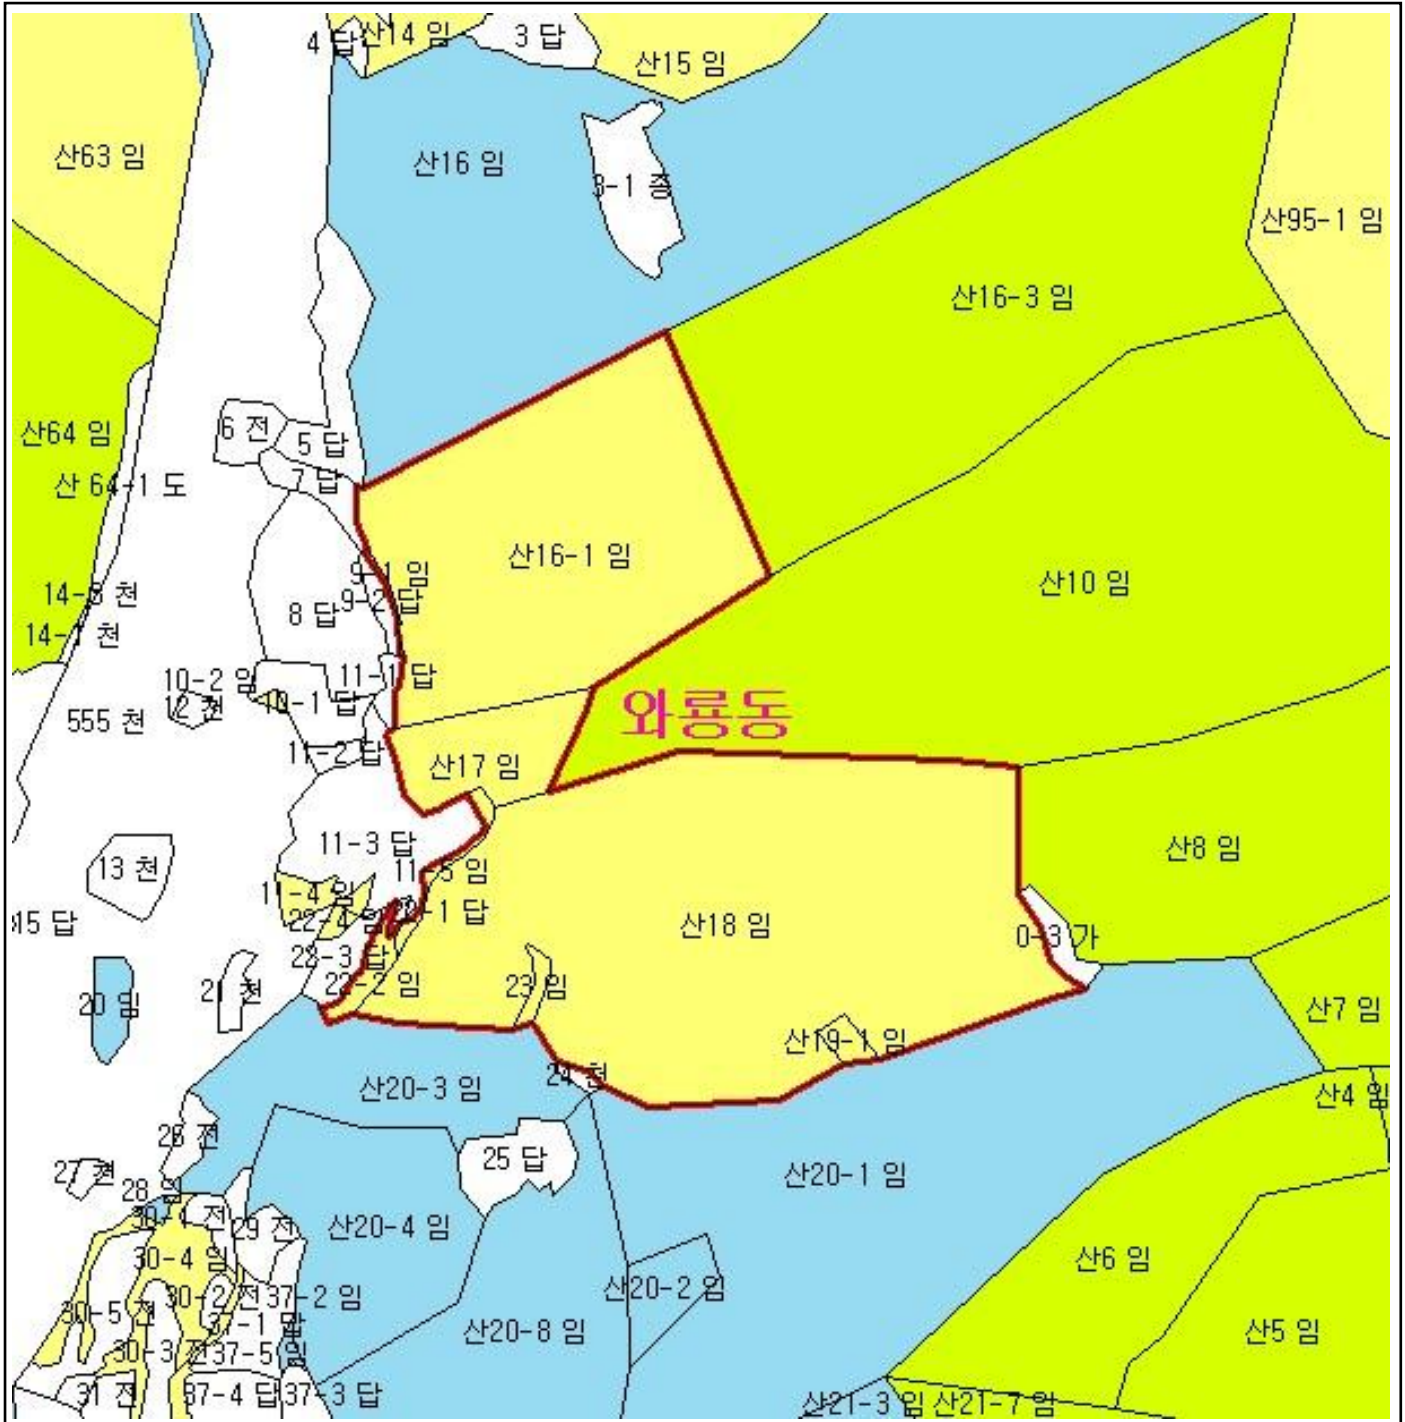 4 답
산14 임
3 답
산15 임
산63 임
산16 임
3-1 종
산95-1 임
산16-3 임
6 전
5 답
산64 임
7 답
산 64-1 도
산16-1 임
9-1 임
산10 임
14-3 천
9-2 답
8 답
14-1 천
11-1 답
10-2 임
10-1 답
12 천
555 천
와룡동
11-2 답
산17 임
11-3 답
산8 임
13 천
11-5 임
11-4 임
22-4 임
답
산18 임
0-3 가
22-3 답
22-2 임
23 임
20 임
21 천
산7 임
산19-1 임
24 천
산20-3 임
산4 임
26 전
25 답
27 천
산20-1 임
28 임
30-1 전
29 전
산20-4 임
30-4 임
산6 임
산20-2 임
30-2 전
37-2 임
30-5 전
37-1 답
산20-8 임
산5 임
30-3 전
37-5 임
31 전
37-4 답
37-3 답
산21-3 임
산21-7 임